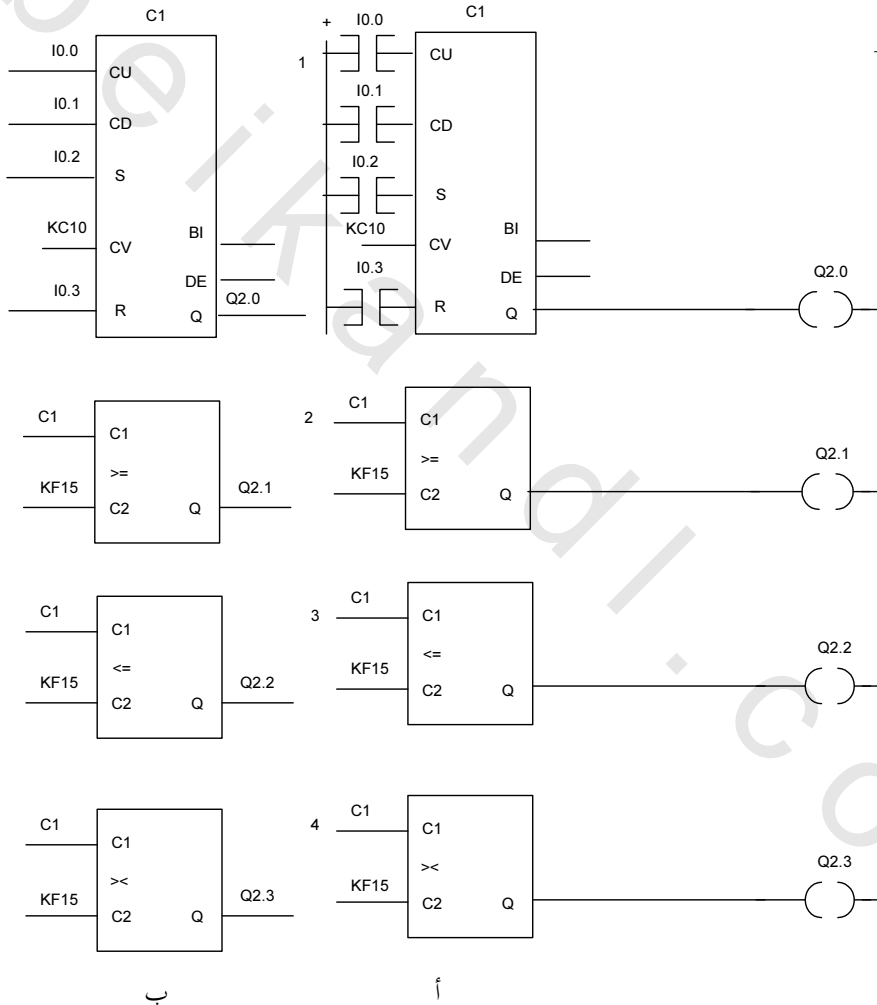 C1
I0.0
CU
I0.1
CD
I0.2
S
KC10
CV
BI
DE
I0.3
R
Q
Q2.0
C1
+
1
I0.0
CU
I0.1
CD
I0.2
S
KC10
CV
BI
DE
I0.3
R
Q
Q2.0
C1
C1
>=
KF15
C2
Q
Q2.1
2
C1
C1
>=
KF15
C2
Q
Q2.1
C1
C1
<=
KF15
C2
Q
Q2.2
3
C1
C1
<=
KF15
C2
Q
Q2.2
C1
C1
><
KF15
C2
Q
Q2.3
4
C1
C1
><
KF15
C2
Q
Q2.3
أ
ب
beikandl.co